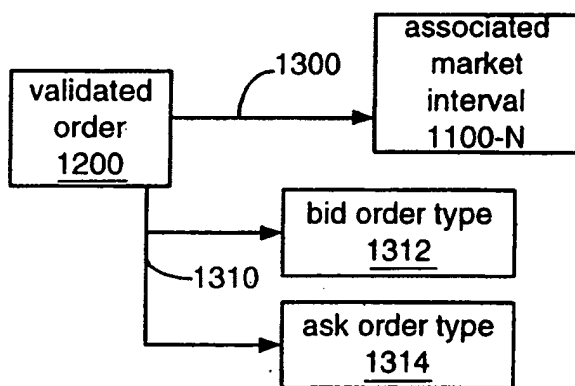 associated
market
interval
1100-N
1300
validated
order
1200
bid order type
1312
1310
ask order type
1314